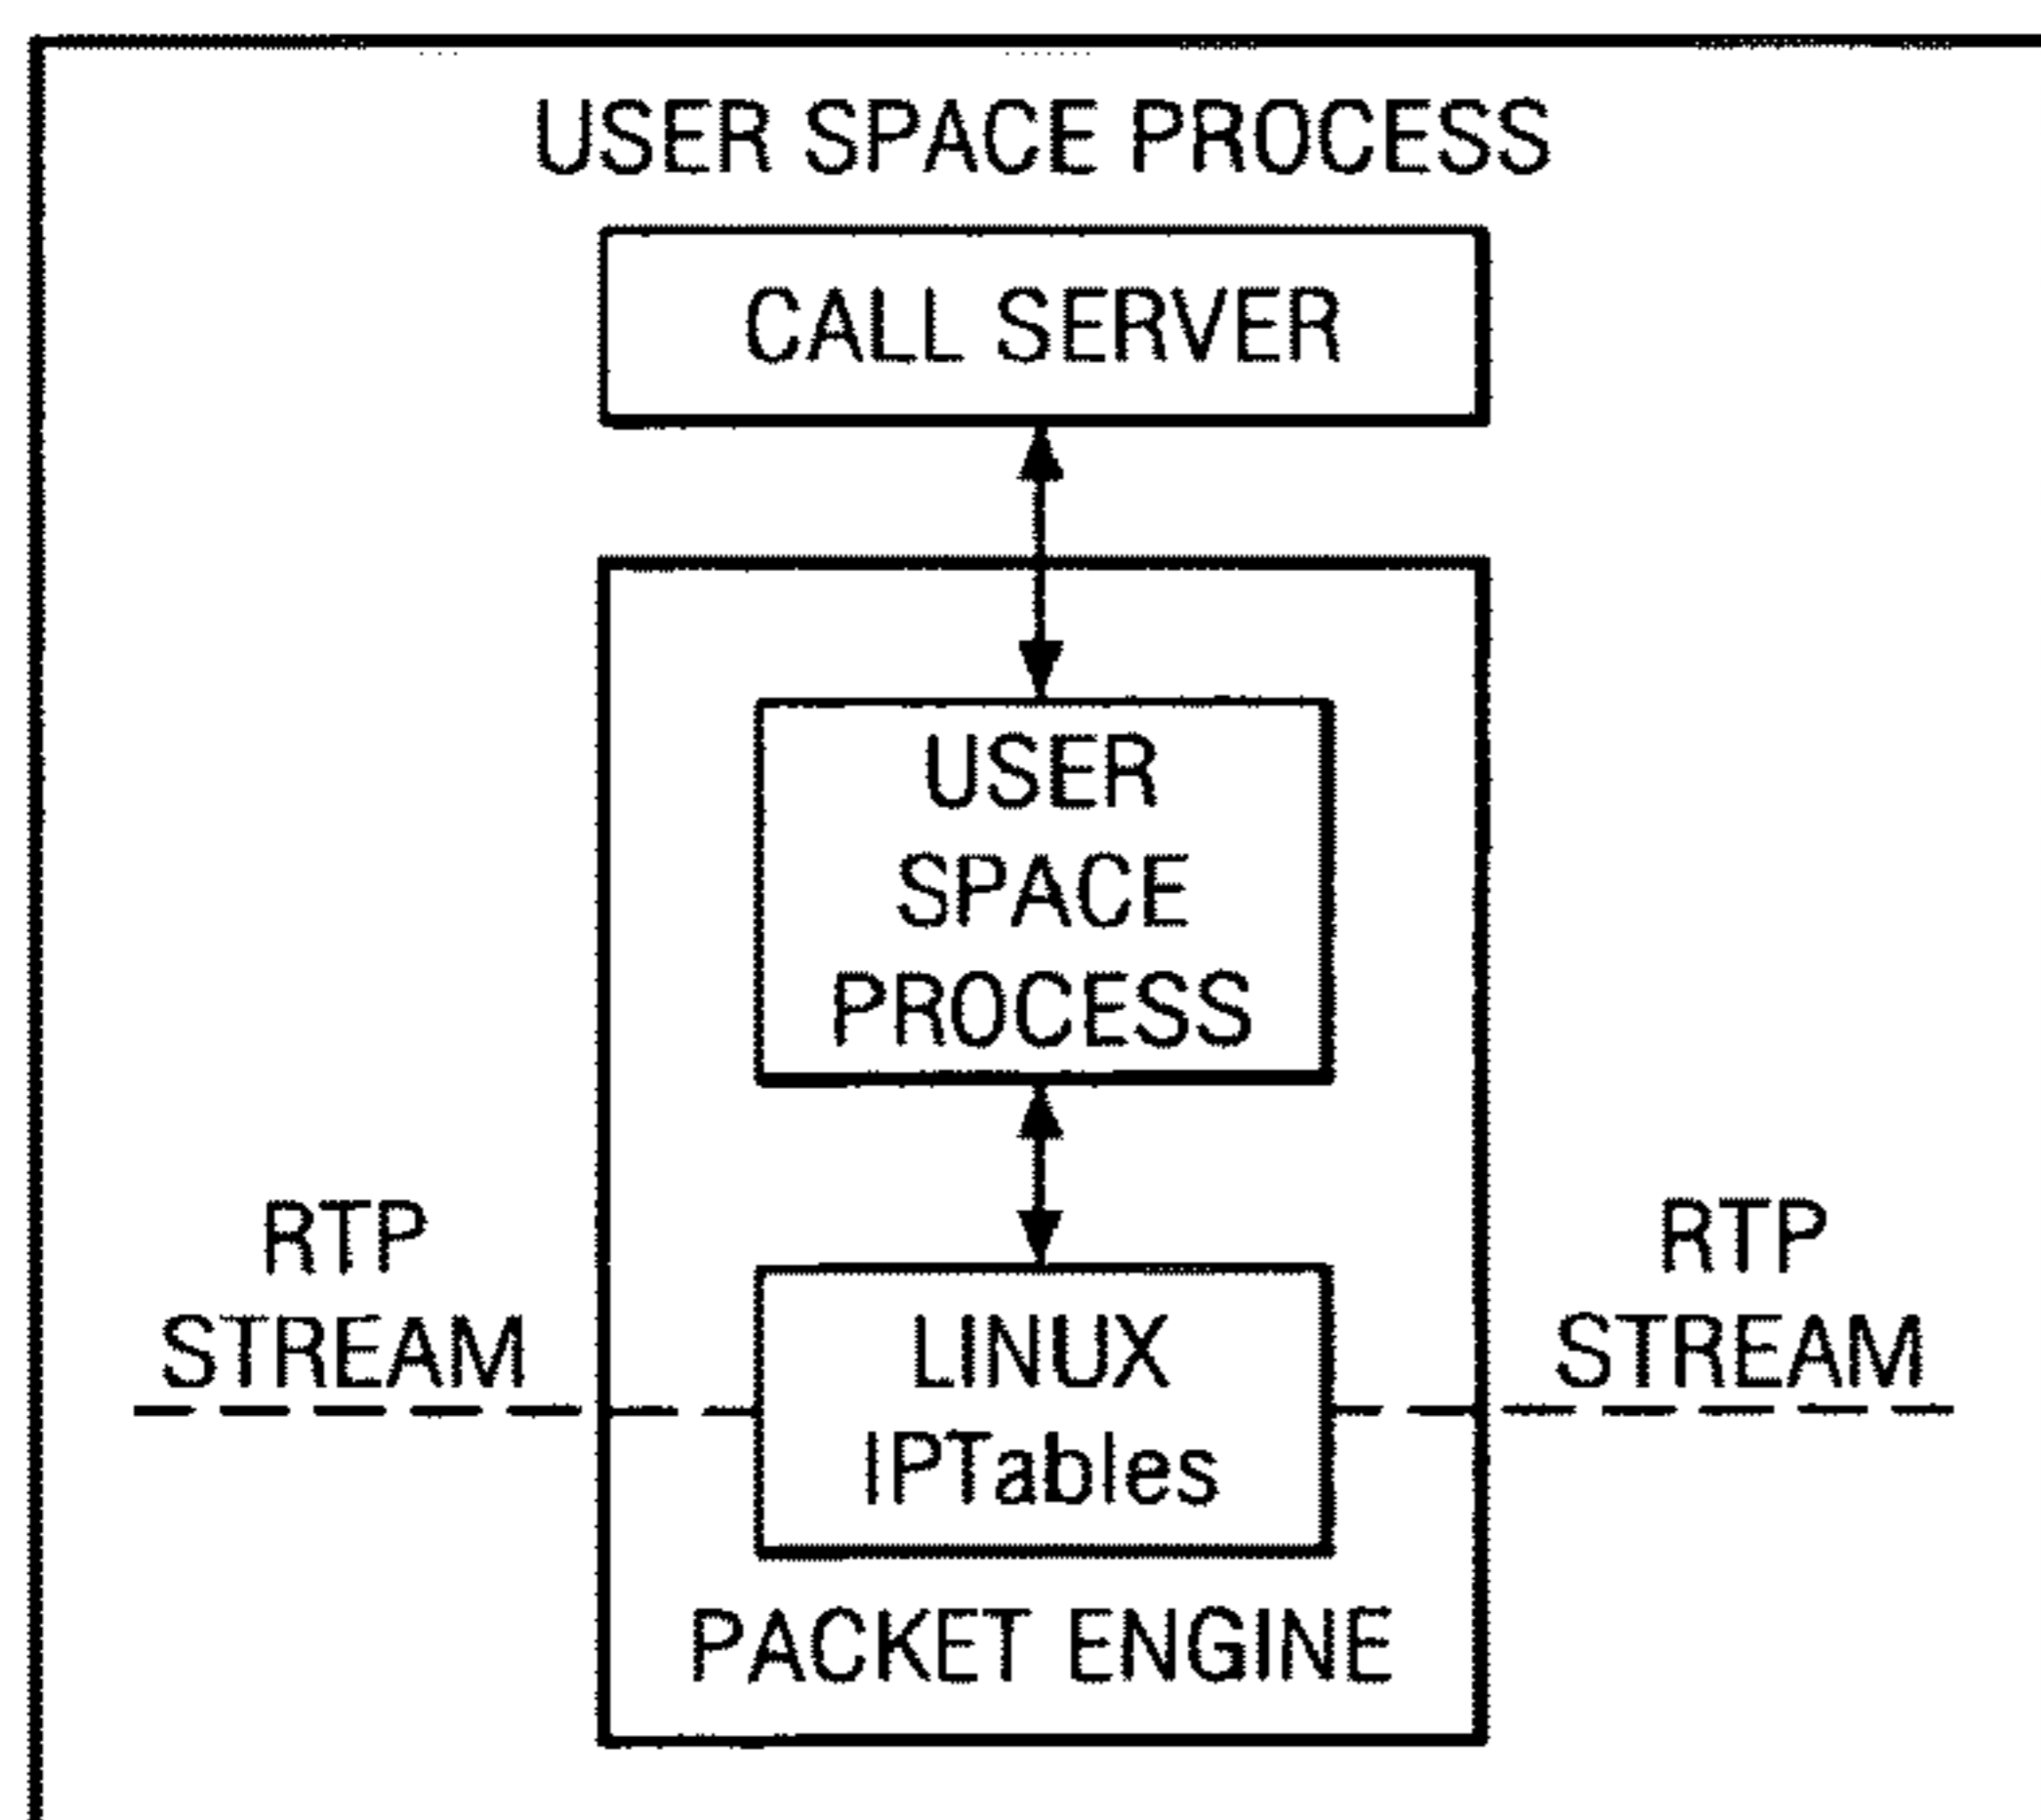 USER SPACE PROCESS
CALL SERVER
USER
SPACE
PROCESS
RTP
STREAM
LINUX
IPTables
RTP
STREAM
PACKET ENGINE